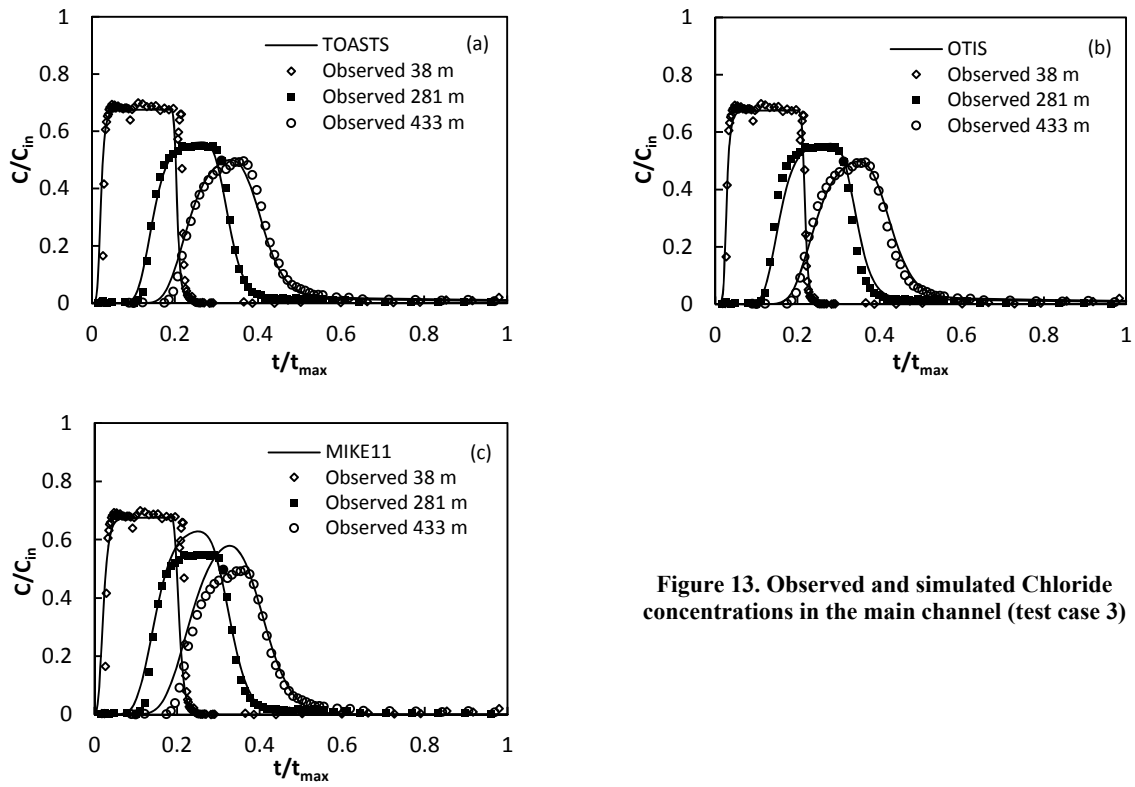 1
0.8
0.6
0.4
0.2
0
C/Cin
TOASTS
(a)
Observed 38 m
Observed 281 m
Observed 433 m
0 0.2 0.4 0.6 0.8 1
t/tmax
1
0.8
0.6
0.4
0.2
0
C/Cin
OTIS
(b)
Observed 38 m
Observed 281 m
Observed 433 m
0 0.2 0.4 0.6 0.8 1
t/tmax
1
0.8
0.6
0.4
0.2
0
C/Cin
MIKE11
(c)
Observed 38 m
Observed 281 m
Observed 433 m
0 0.2 0.4 0.6 0.8 1
t/tmax
Figure 13. Observed and simulated Chloride
concentrations in the main channel (test case 3)